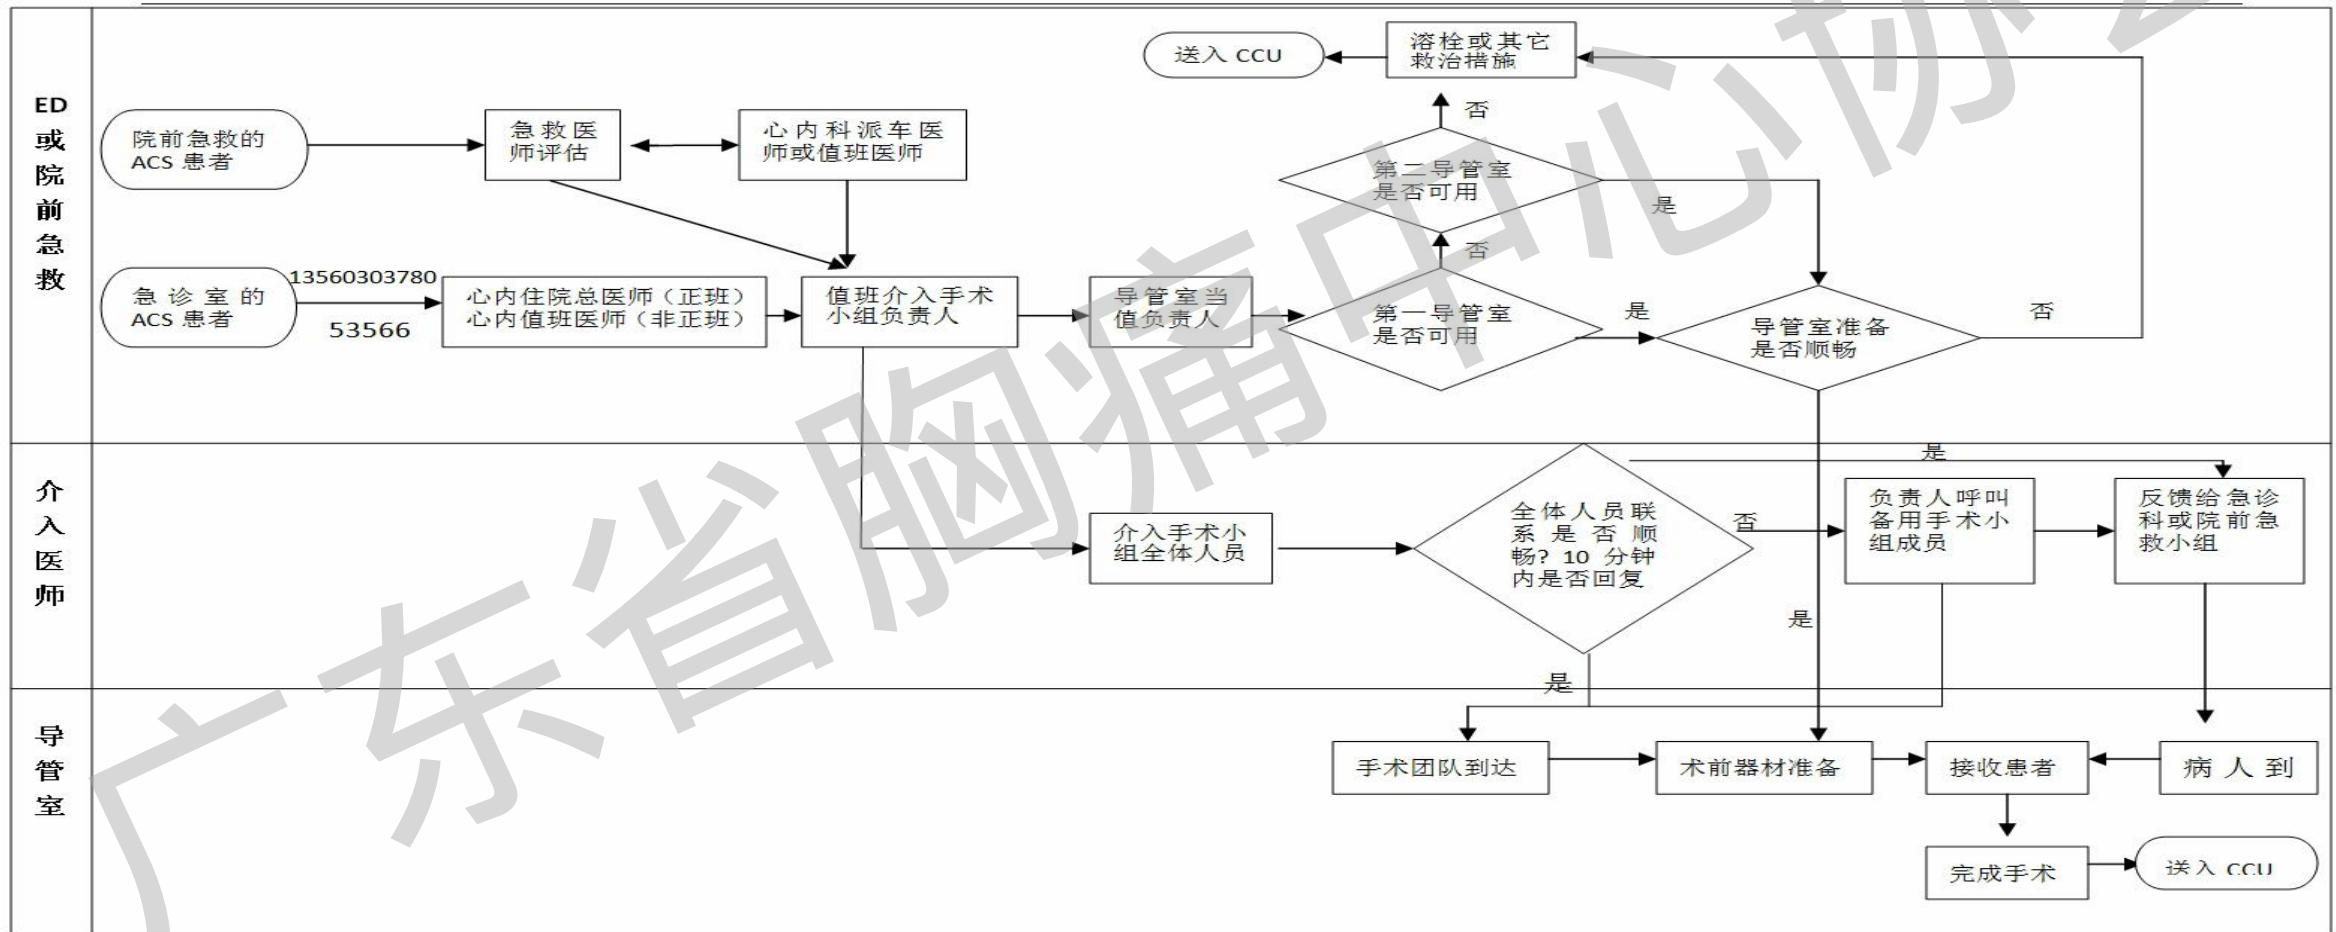 ED
或
院
前
急
救
院前急救的
ACS 患者
急救医
师评估
心内科派车医
师或值班医师
送入 CCU
溶栓或其它
救治措施
否
第二导管室
是否可用
是
否
急诊室的
ACS 患者
13560303780
53566
心内住院总医师（正班）
心内值班医师（非正班）
值班介入手术
小组负责人
导管室当
值负责人
第一导管室
是否可用
是
导管室准备
是否顺畅
否
介
入
医
师
介入手术小
组全体人员
全体人员联
系是否顺
畅？10 分钟
内是否回复
是
否
负责人呼叫
备用手术小
组成员
反馈给急诊
科或院前急
救小组
是
是
导
管
室
手术团队到达
术前器材准备
接收患者
病人到
完成手术
送入 CCU
广东省胸痛中心协